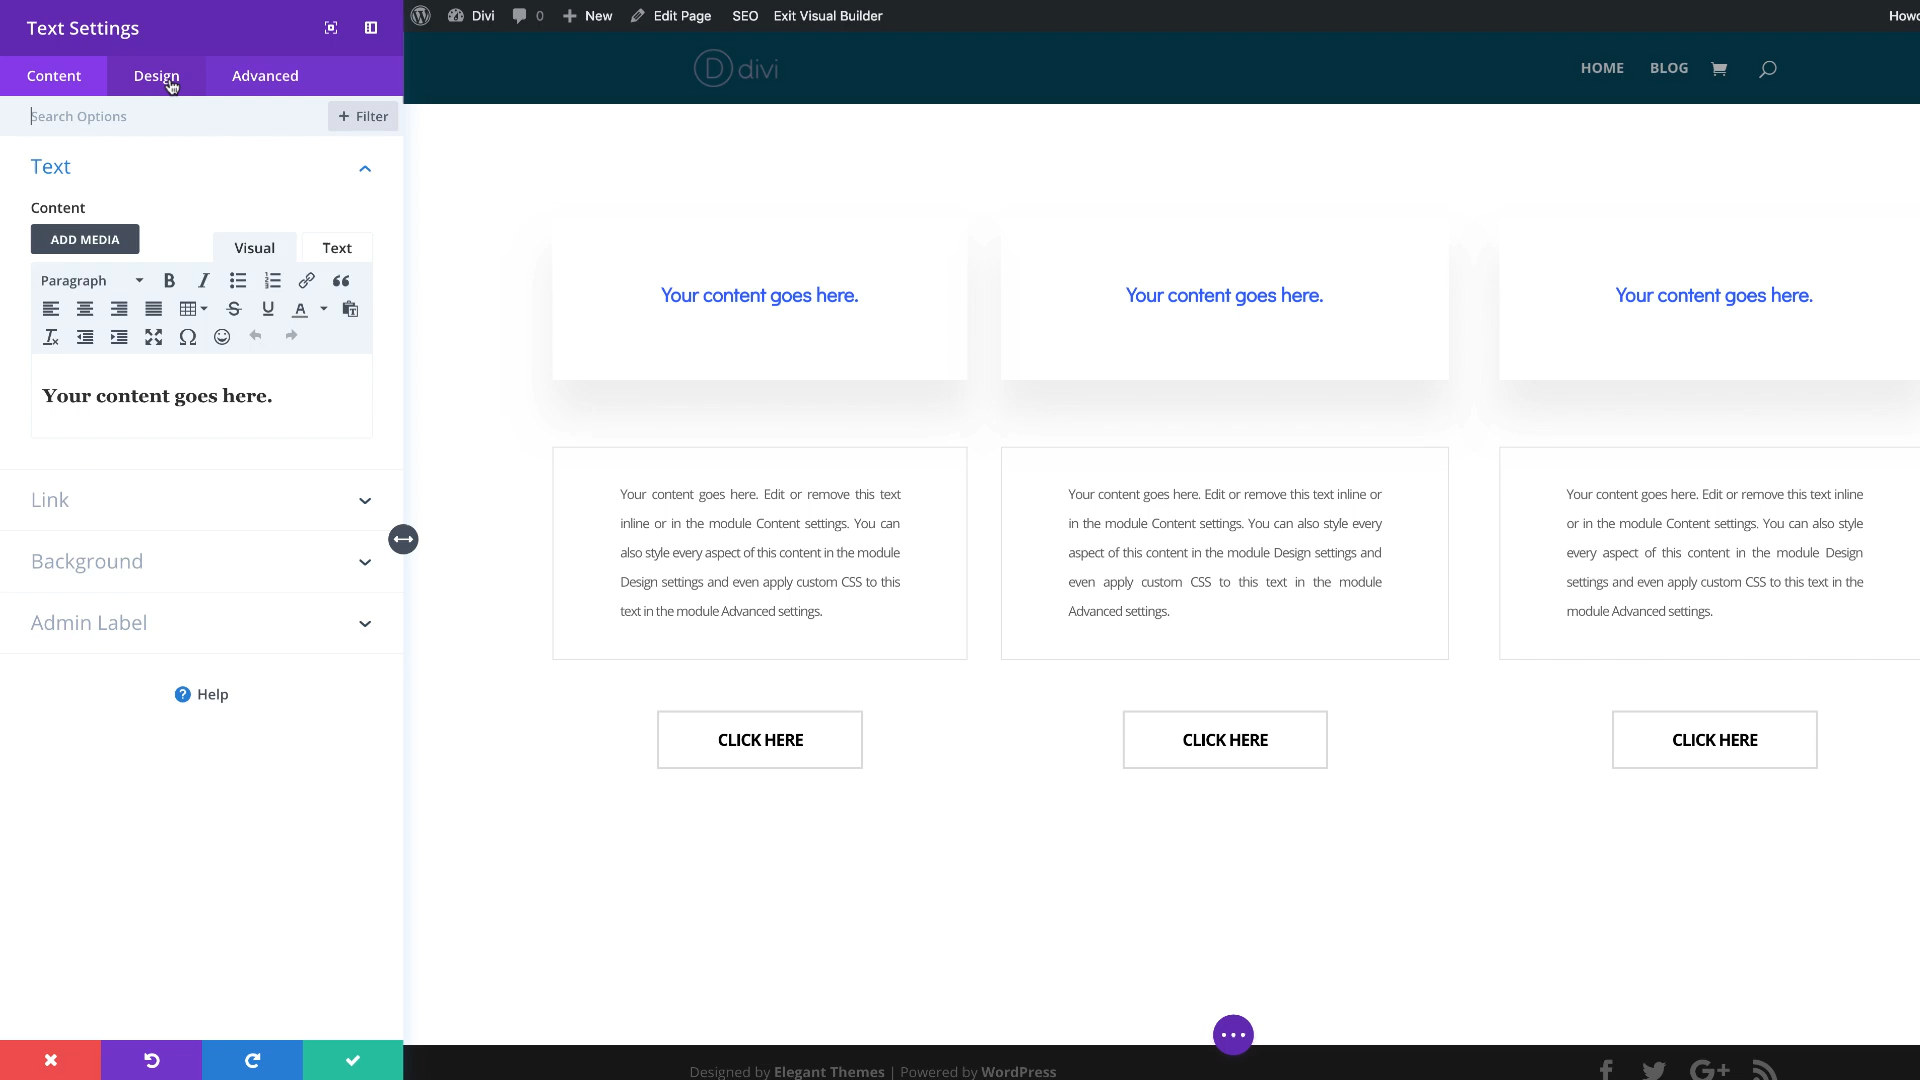 Text Settings
Content Design Advanced
Search Options
+ Filter
Text
Content
ADD MEDIA
Visual Text
Paragraph
Your content goes here.
Link
Background
Admin Label
Help
Divi 0 New Edit Page SEO Exit Visual Builder
divi
HOME BLOG
Your content goes here.
Your content goes here. Edit or remove this text
inline or in the module Content settings. You can
also style every aspect of this content in the module
Design settings and even apply custom CSS to this
text in the module Advanced settings.
CLICK HERE
Your content goes here.
Your content goes here. Edit or remove this text inline or
in the module Content settings. You can also style every
aspect of this content in the module Design settings and
even apply custom CSS to this text in the module
Advanced settings.
CLICK HERE
Your content goes here.
Your content goes here. Edit or remove this text inline
or in the module Content settings. You can also style
every aspect of this content in the module Design
settings and even apply custom CSS to this text in the
module Advanced settings.
CLICK HERE
Designed by Elegant Themes | Powered by WordPress